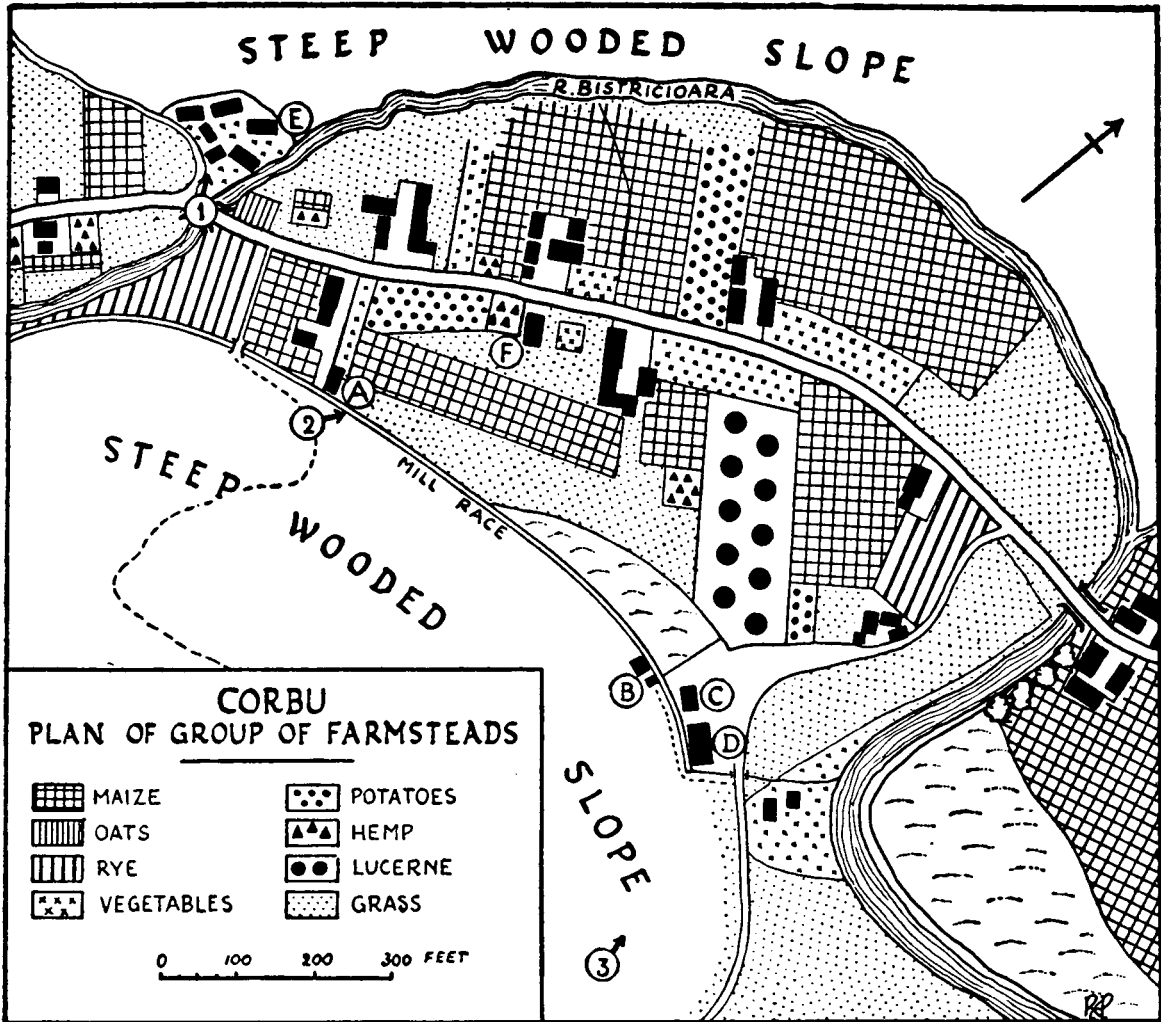 STEEP WOODED SLOPE
R. BISTRICIOARA
E
1
F
A
2
MILL RACE
STEEP
WOODED
SLOPE
B
C
D
3
CORBU
PLAN OF GROUP OF FARMSTEADS
MAIZE
POTATOES
OATS
HEMP
RYE
LUCERNE
VEGETABLES
GRASS
0 100 200 300 FEET